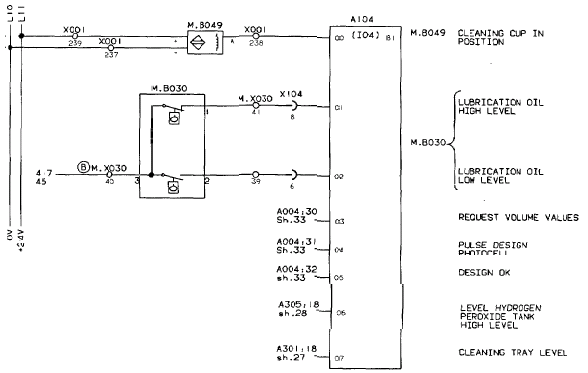 L10
L11
X001
239
X001
237
M.B049
A
X001
238
A104
00 (I04) B1
M.B049 CLEANING CUP IN
POSITION
M.B030
1
M.X030
41
X104
8
01
LUBRICATION OIL
HIGH LEVEL
M.B030
4-7
45
B M.X030
40
3
2
39
6
02
LUBRICATION OIL
LOW LEVEL
0V
+24V
A004:30
Sh.33
03
REQUEST VOLUME VALUES
A004:31
Sh.33
04
PULSE DESIGN
PHOTOCELL
A004:32
sh.33
05
DESIGN OK
A305:18
sh.28
06
LEVEL HYDROGEN
PEROXIDE TANK
HIGH LEVEL
A301:18
sh.27
07
CLEANING TRAY LEVEL